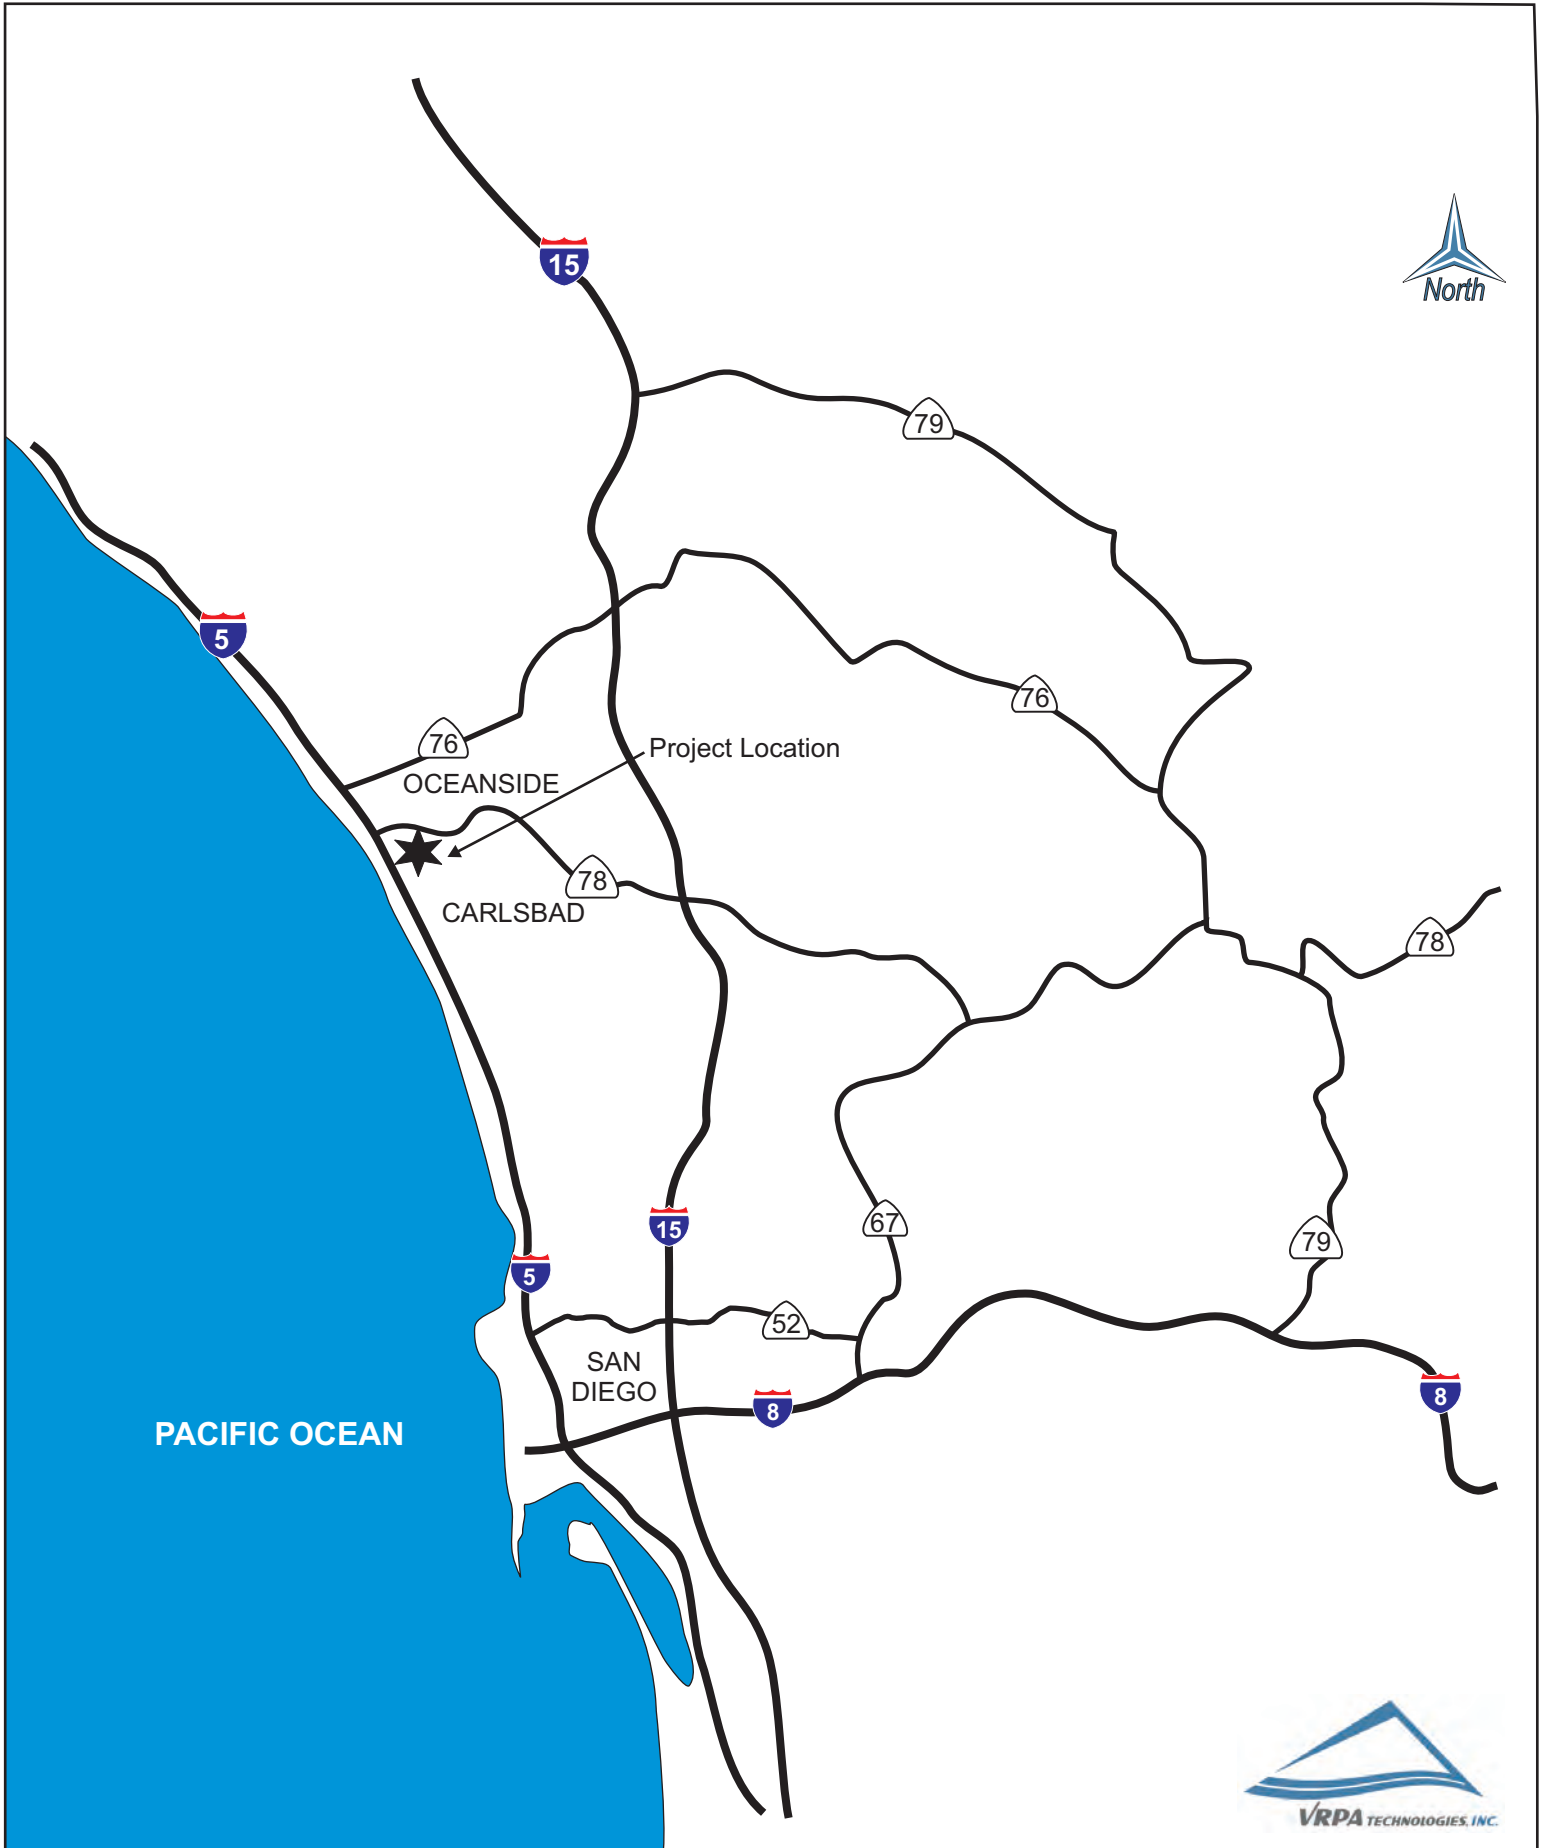 15
North
79
5
76
76
Project Location
OCEANSIDE
78
CARLSBAD
78
67
15
79
5
52
SAN
DIEGO
8
8
PACIFIC OCEAN
VRPA TECHNOLOGIES, INC.